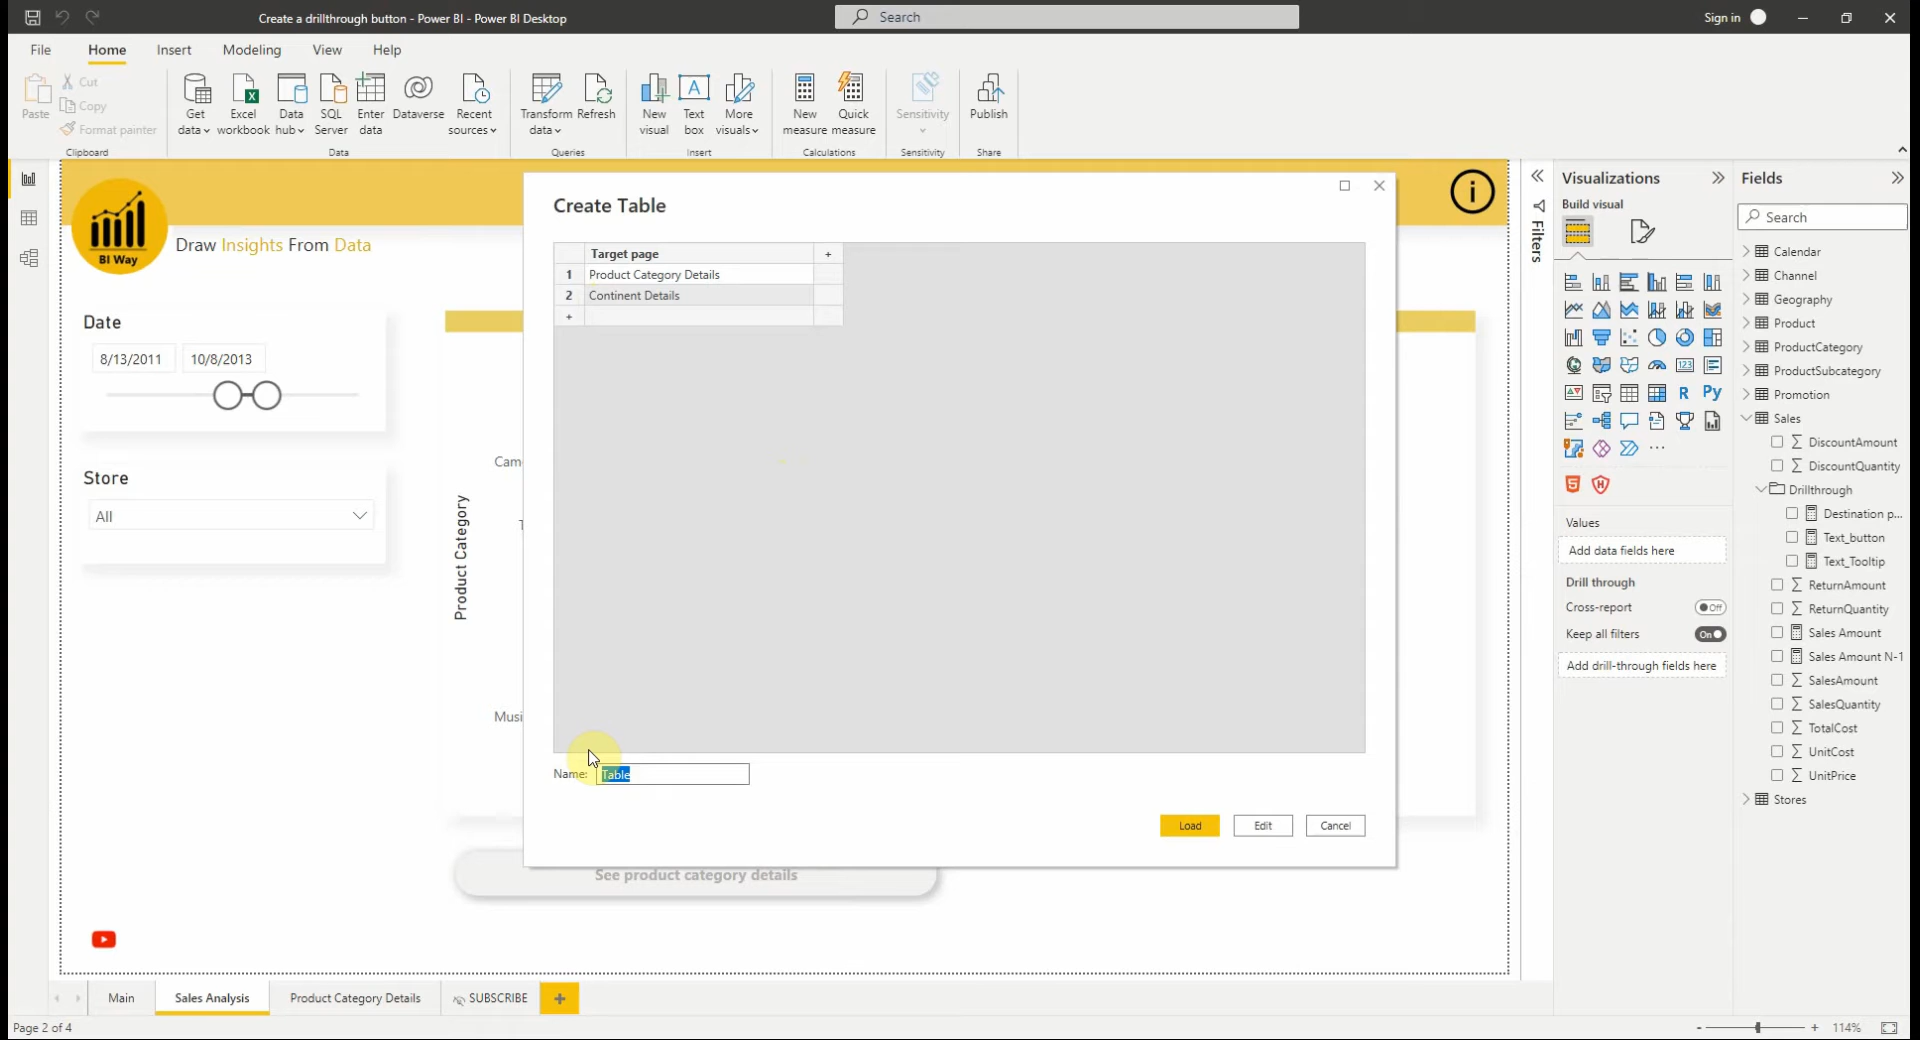 Create a drillthrough button - Power BI - Power BI Desktop
Search
Sign in
File
Home
Insert
Modeling
View
Help
Paste
Cut
Copy
Format painter
Clipboard
Get data
Excel workbook
Data hub
SQL Server
Enter data
Dataverse
Recent sources
Data
Transform data
Refresh
Queries
New visual
Text box
More visuals
Insert
New measure
Quick measure
Calculations
Sensitivity
Sensitivity
Publish
Share
BI Way
Draw Insights From Data
Date
8/13/2011
10/8/2013
Store
All
Product Category
Came
T
Musi
Create Table
Target page
+
1 Product Category Details
2 Continent Details
+
Name: Table
Load
Edit
Cancel
See product category details
Filters
Visualizations
Build visual
123
R
Py
Values
Add data fields here
Drill through
Cross-report
Off
Keep all filters
On
Add drill-through fields here
Fields
Search
Calendar
Channel
Geography
Product
ProductCategory
ProductSubcategory
Promotion
Sales
DiscountAmount
DiscountQuantity
Drillthrough
Destination p...
Text_button
Text_Tooltip
ReturnAmount
ReturnQuantity
Sales Amount
Sales Amount N-1
SalesAmount
SalesQuantity
TotalCost
UnitCost
UnitPrice
Stores
Main
Sales Analysis
Product Category Details
SUBSCRIBE
+
Page 2 of 4
- + 114%